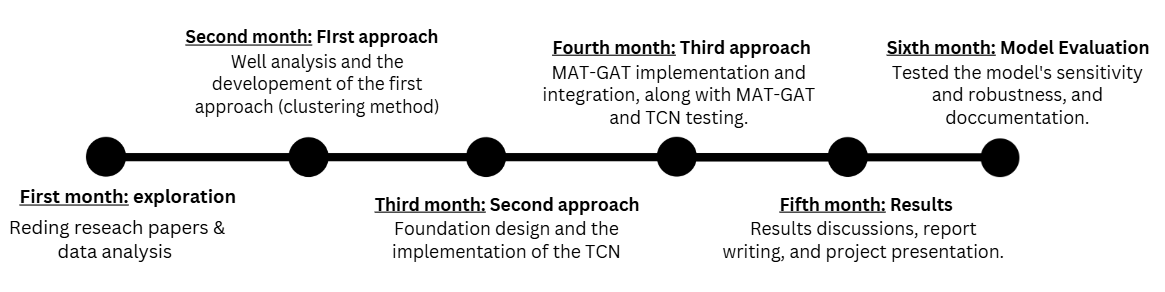 First month: exploration
Reding reseach papers &
data analysis
Second month: FIrst approach
Well analysis and the
developement of the first
approach (clustering method)
Third month: Second approach
Foundation design and the
implementation of the TCN
Fourth month: Third approach
MAT-GAT implementation and
integration, along with MAT-GAT
and TCN testing.
Fifth month: Results
Results discussions, report
writing, and project presentation.
Sixth month: Model Evaluation
Tested the model's sensitivity
and robustness, and
doccumentation.